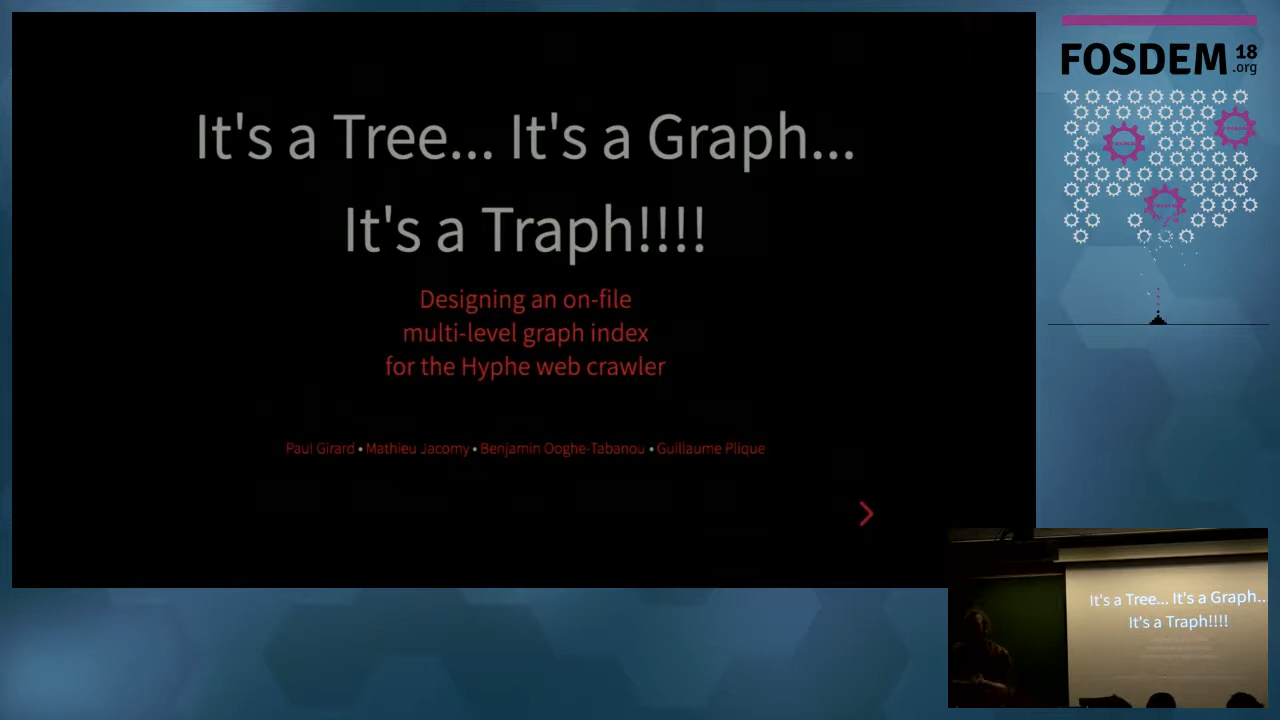 It's a Tree... It's a Graph...
It's a Traph!!!!
Designing an on-file
multi-level graph index
for the Hyphe web crawler
Paul Girard • Mathieu Jacomy • Benjamin Ooghe-Tabanou • Guillaume Plique
FOSDEM 18
.org
It's a Tree... It's a Graph...
It's a Traph!!!!